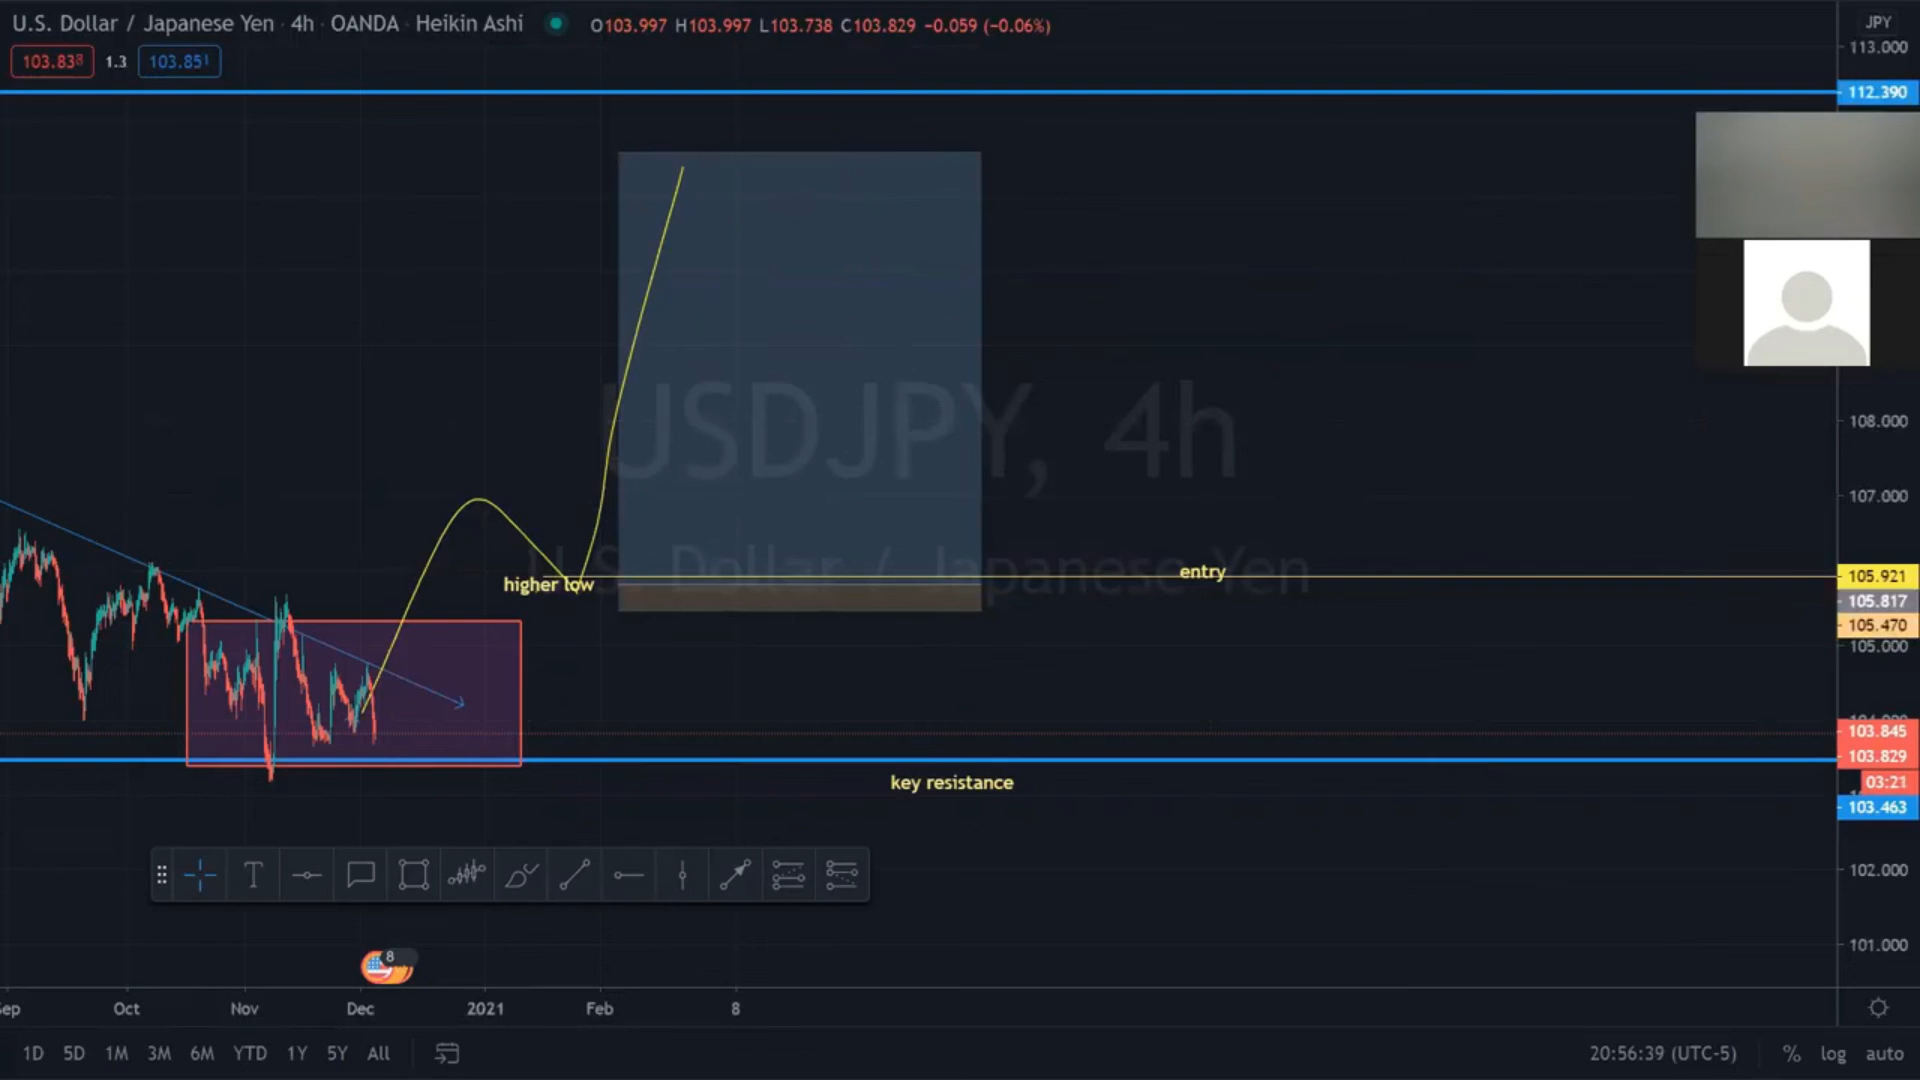 U.S. Dollar / Japanese Yen · 4h · OANDA · Heikin Ashi O103.997 H103.997 L103.738 C103.829 −0.059 (−0.06%)
JPY
103.838 1.3 103.851
113.000
112.390
USDJPY, 4h
108.000
107.000
U.S. Dollar / Japanese Yen
higher low
entry
105.921
105.817
105.470
105.000
103.845
103.829
03:21
key resistance
103.463
T
102.000
101.000
8
Oct Nov Dec 2021 Feb 8
1D 5D 1M 3M 6M YTD 1Y 5Y All
20:56:39 (UTC-5) % log auto